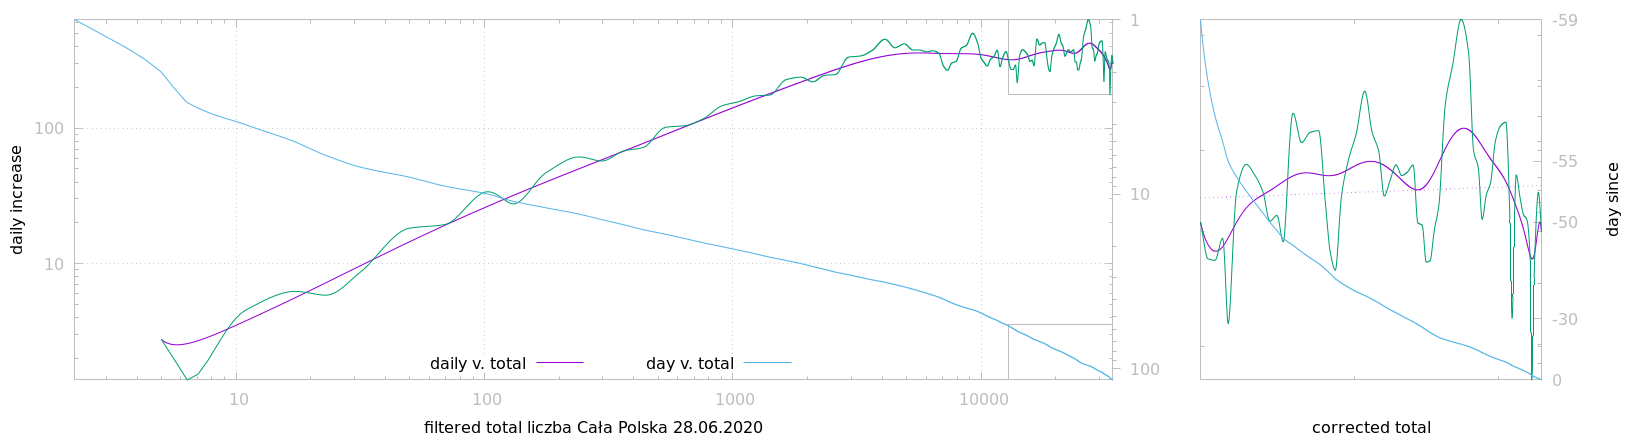 1
-59
100
daily increase
10
-55
-50
day since
10
-30
daily v. total
day v. total
100
0
10
100
1000
10000
filtered total liczba Cała Polska 28.06.2020
corrected total